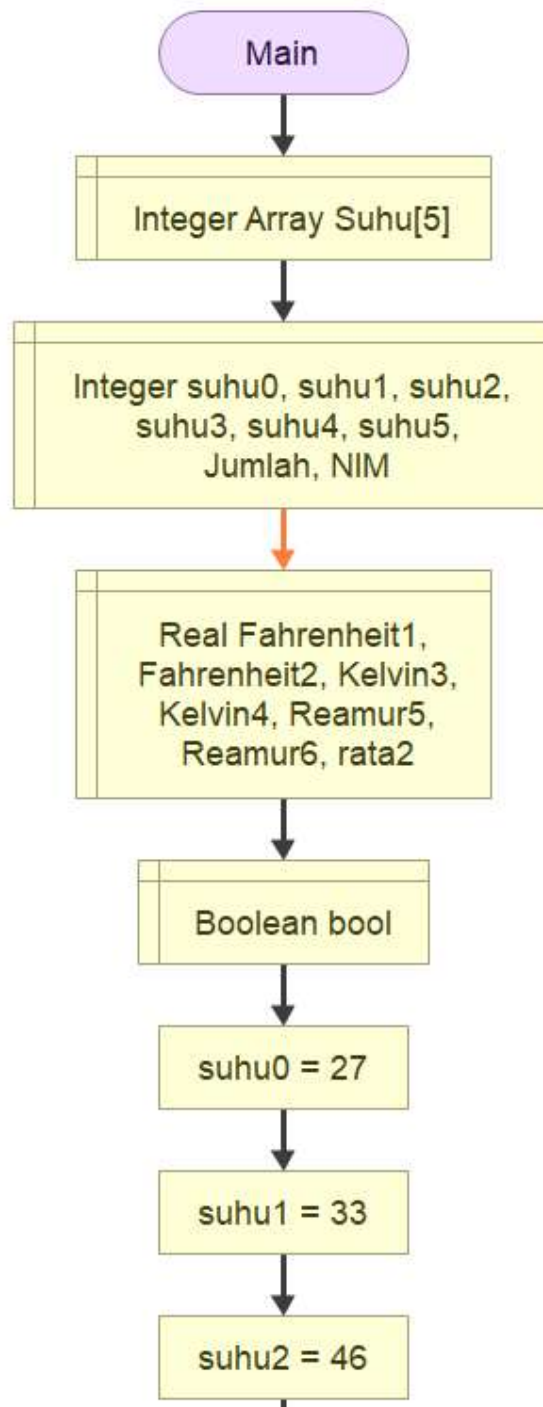 Main
Integer Array Suhu[5]
Integer suhu0, suhu1, suhu2,
suhu3, suhu4, suhu5,
Jumlah, NIM
Real Fahrenheit1,
Fahrenheit2, Kelvin3,
Kelvin4, Reamur5,
Reamur6, rata2
Boolean bool
suhu0 = 27
suhu1 = 33
suhu2 = 46